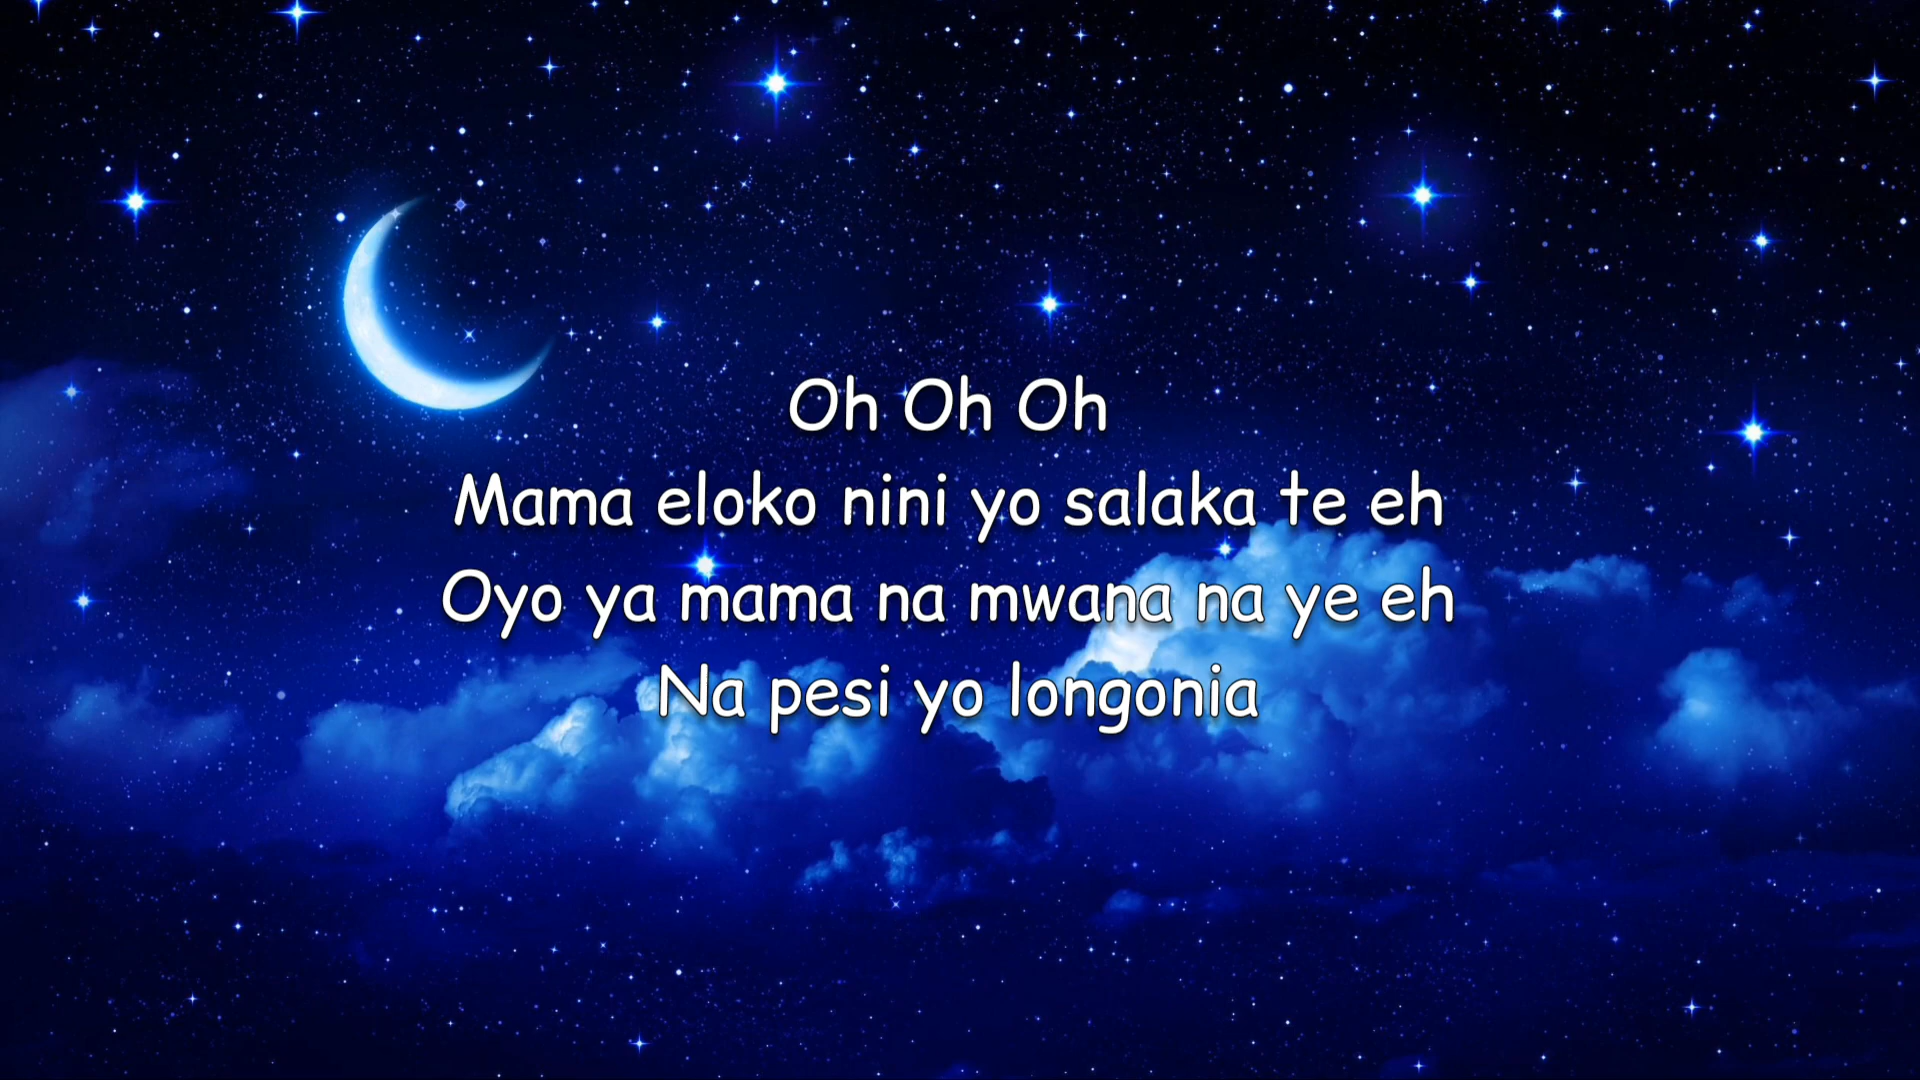 Oh Oh Oh
Mama eloko nini yo salaka te eh
Oyo ya mama na mwana na ye eh
Na pesi yo longonia